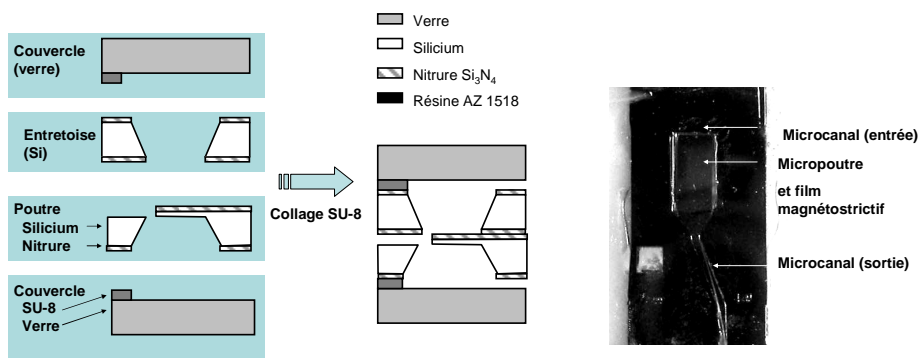 Couvercle
(verre)
Entretoise
(Si)
Poutre
Silicium
Nitrure
Couvercle
SU-8
Verre
Collage SU-8
Verre
Silicium
Nitrure Si3N4
Résine AZ 1518
Microcanal (entrée)
Micropoutre
et film
magnétostrictif
Microcanal (sortie)